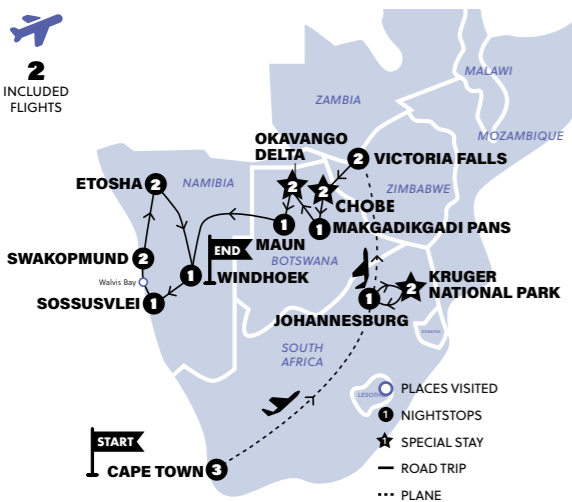 2
INCLUDED
FLIGHTS
MALAWI
ZAMBIA
MOZAMBIQUE
OKAVANGO
DELTA
2
VICTORIA FALLS
ETOSHA
2
NAMIBIA
2
2
ZIMBABWE
CHOBE
1
1
MAKGADIKGADI PANS
MAUN
BOTSWANA
SWAKOPMUND
2
END
Walvis Bay
1
WINDHOEK
KRUGER
NATIONAL PARK
2
SOSSUSVLEI
1
1
JOHANNESBURG
SOUTH
AFRICA
LESOTHO
PLACES VISITED
1
NIGHTSTOPS
1
SPECIAL STAY
ROAD TRIP
PLANE
START
CAPE TOWN
3